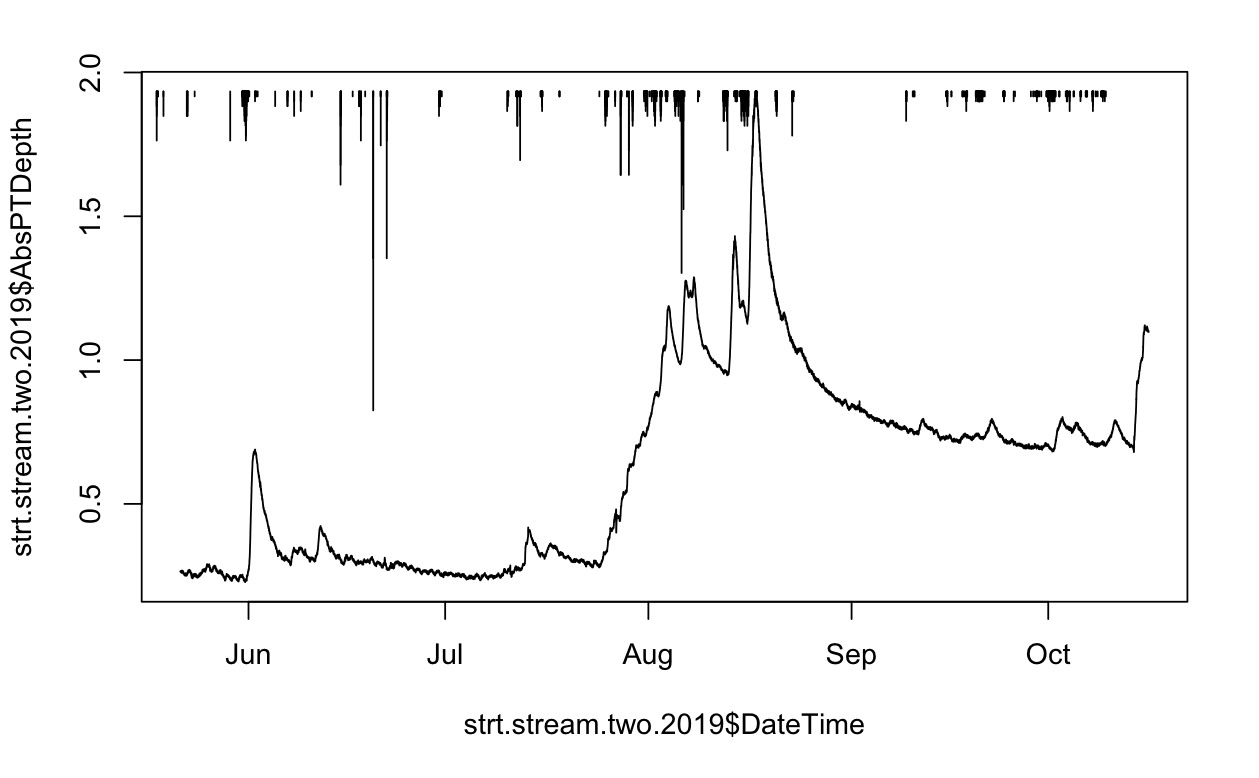 strt.stream.two.2019$AbsPTDepth
2.0
1.5
1.0
0.5
Jun Jul Aug Sep Oct
strt.stream.two.2019$DateTime